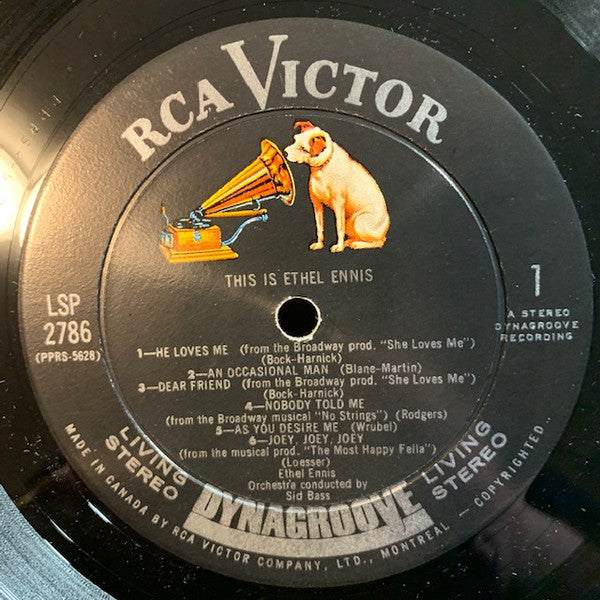 RCA VICTOR
THIS IS ETHEL ENNIS
LSP
2786
(PPRS-5628)
1
A STEREO
DYNAGROOVE
RECORDING
1—HE LOVES ME (from the Broadway prod. "She Loves Me")
(Bock-Harnick)
2—AN OCCASIONAL MAN (Blane-Martin)
3—DEAR FRIEND (from the Broadway prod. "She Loves Me")
(Bock-Harnick)
4—NOBODY TOLD ME
(from the Broadway musical "No Strings") (Rodgers)
5—AS YOU DESIRE ME (Wrubel)
6—JOEY, JOEY, JOEY
(from the musical prod. "The Most Happy Fella")
(Loesser)
Ethel Ennis
Orchestra conducted by
Sid Bass
LIVING
STEREO
DYNAGROOVE
LIVING
STEREO
MADE IN CANADA BY RCA VICTOR COMPANY, LTD., MONTREAL — COPYRIGHTED.